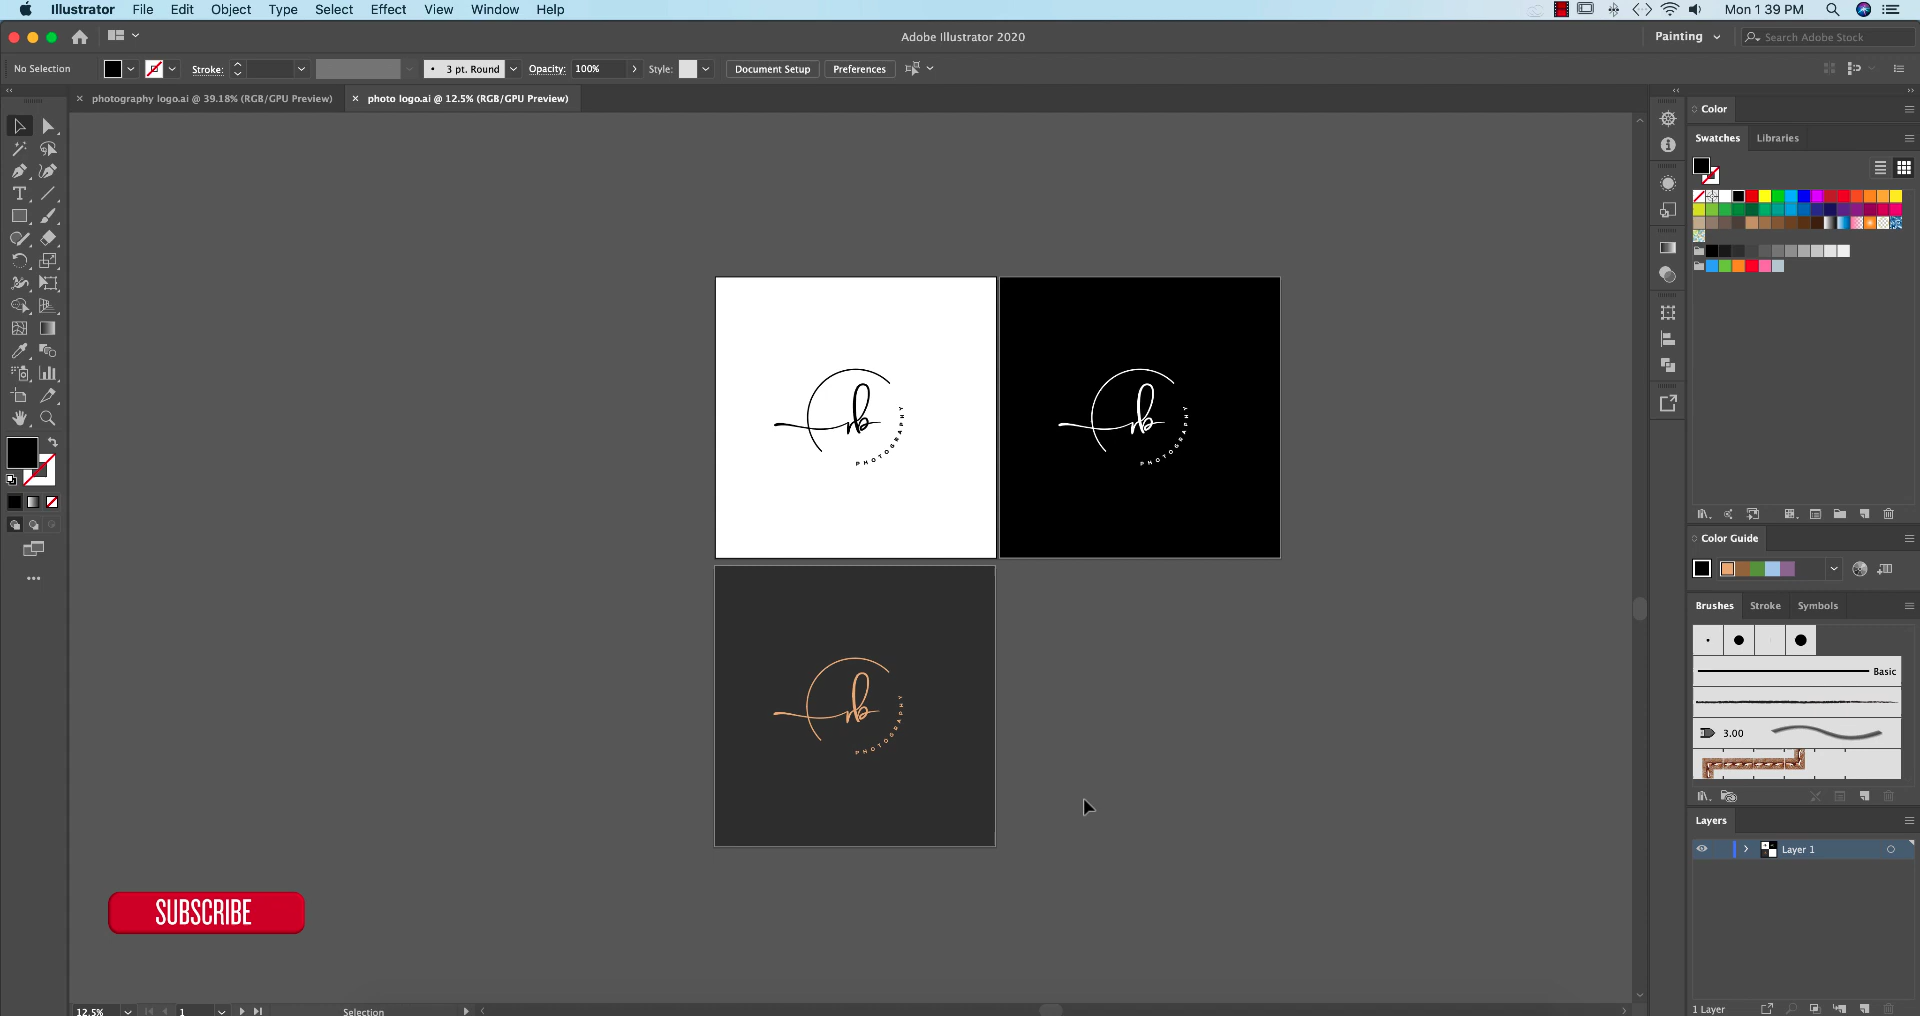 Illustrator File Edit Object Type Select Effect View Window Help
Mon 1 39 PM
Adobe Illustrator 2020
Painting
Search Adobe Stock
No Selection
Stroke:
3 pt. Round
Opacity: 100%
Style:
Document Setup
Preferences
photography logo.ai @ 39.18% (RGB/GPU Preview)
photo logo.ai @ 12.5% (RGB/GPU Preview)
Color
Swatches
Libraries
PHOTOGRAPHY
PHOTOGRAPHY
PHOTOGRAPHY
Color Guide
Brushes
Stroke
Symbols
Basic
3.00
Layers
Layer 1
SUBSCRIBE
12.5%
1
Selection
1 Layer